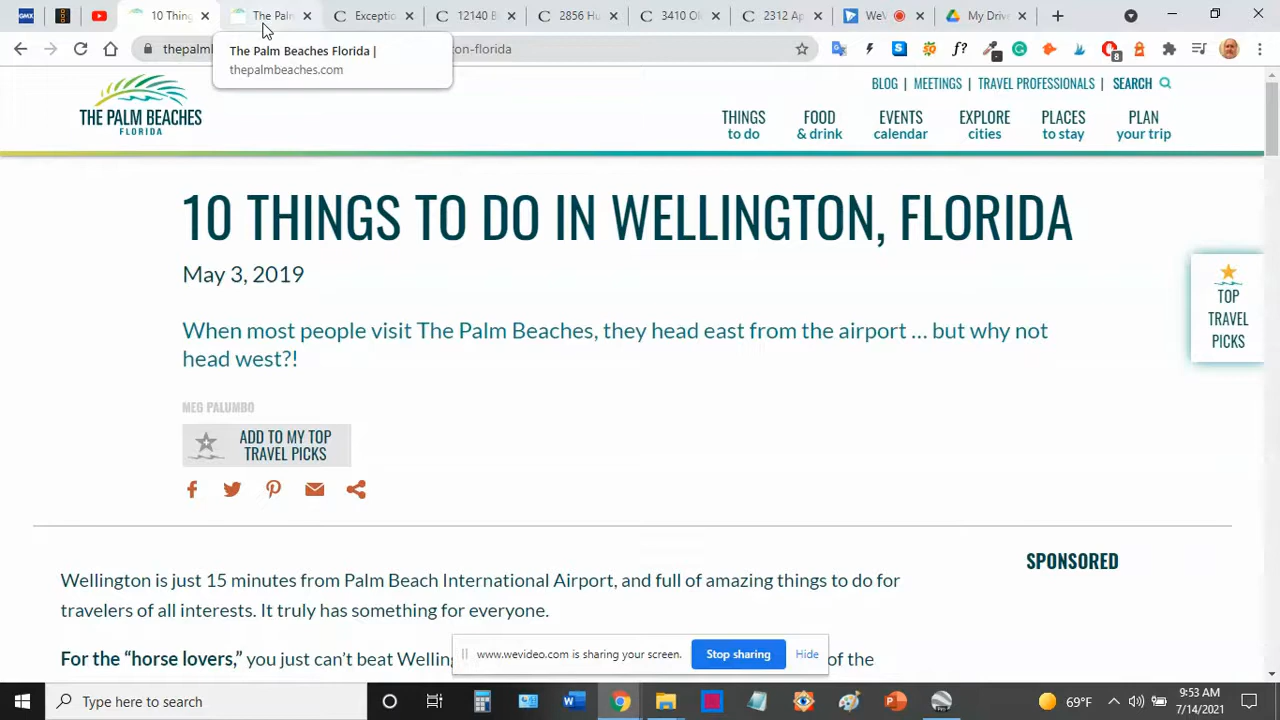 GMX
10 Thing
The Palm
Exceptio
12140 D
2856 Hu
3410 Ol
2312 Ap
WeV
My Driv
thepalml
on-florida
The Palm Beaches Florida |
thepalmbeaches.com
8
THE PALM BEACHES
FLORIDA
BLOG | MEETINGS | TRAVEL PROFESSIONALS | SEARCH
THINGS to do
FOOD & drink
EVENTS calendar
EXPLORE cities
PLACES to stay
PLAN your trip
10 THINGS TO DO IN WELLINGTON, FLORIDA
May 3, 2019
When most people visit The Palm Beaches, they head east from the airport … but why not
head west?!
TOP
TRAVEL
PICKS
MEG PALUMBO
ADD TO MY TOP
TRAVEL PICKS
SPONSORED
Wellington is just 15 minutes from Palm Beach International Airport, and full of amazing things to do for
travelers of all interests. It truly has something for everyone.
For the “horse lovers,” you just can’t beat Welling
of the
www.wevideo.com is sharing your screen.
Stop sharing
Hide
Type here to search
69°F
9:53 AM
7/14/2021